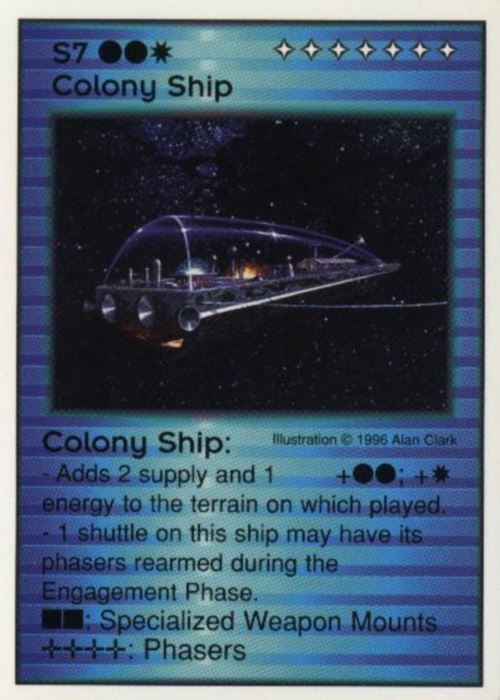 S7 ●●✷ ✧✧✧✧✧✧✧
Colony Ship
Colony Ship: Illustration © 1996 Alan Clark
- Adds 2 supply and 1 +●●; +✷
energy to the terrain on which played.
- 1 shuttle on this ship may have its
phasers rearmed during the
Engagement Phase.
■■: Specialized Weapon Mounts
✢✢✢✢: Phasers